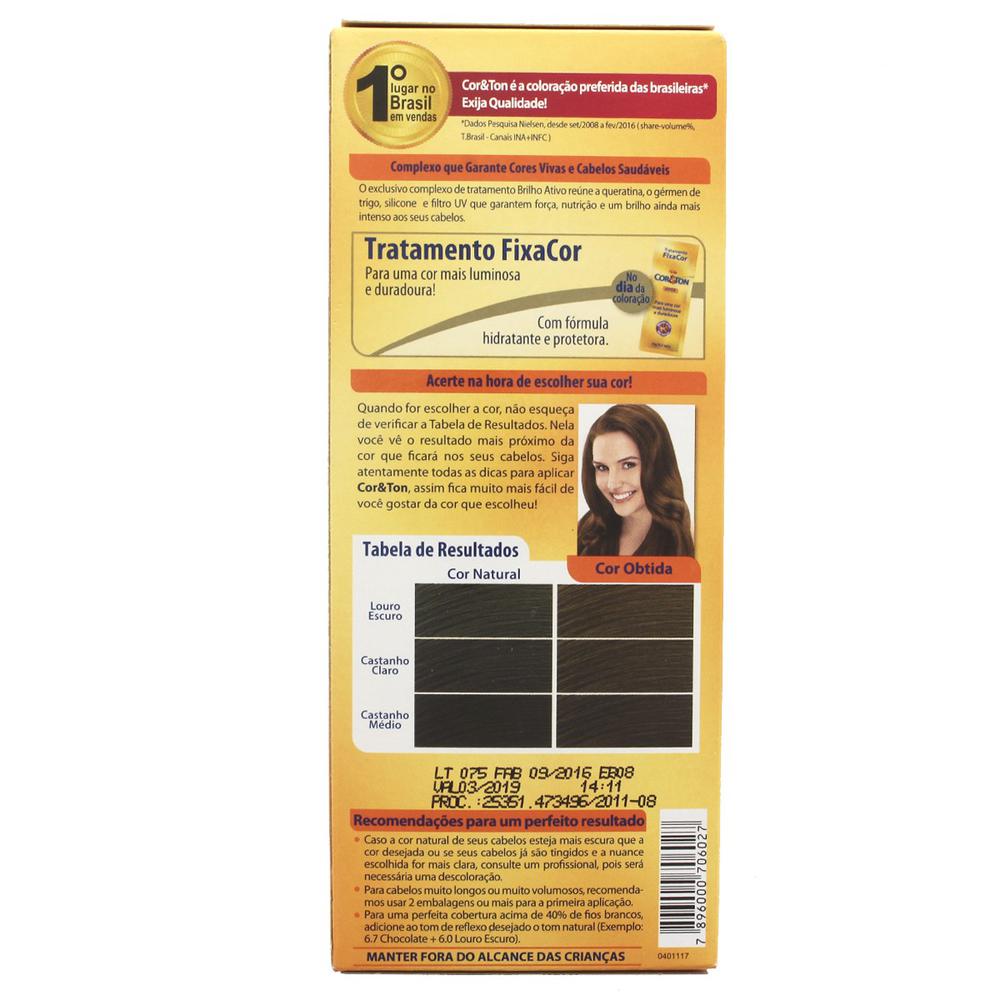 1º
lugar no
Brasil
em vendas
Cor&Ton é a coloração preferida das brasileiras*
Exija Qualidade!
*Dados Pesquisa Nielsen, desde set/2008 a fev/2016 ( share-volume%,
T.Brasil - Canais INA+INFC )
Complexo que Garante Cores Vivas e Cabelos Saudáveis
O exclusivo complexo de tratamento Brilho Ativo reúne a queratina, o gérmen de
trigo, silicone e filtro UV que garantem força, nutrição e um brilho ainda mais
intenso aos seus cabelos.
Tratamento FixaCor
Para uma cor mais luminosa
e duradoura!
No
dia da
coloração
Tratamento
FixaCor
COR&TON
Para uma cor
mais luminosa
e duradoura
Com fórmula
hidratante e protetora.
Acerte na hora de escolher sua cor!
Quando for escolher a cor, não esqueça
de verificar a Tabela de Resultados. Nela
você vê o resultado mais próximo da
cor que ficará nos seus cabelos. Siga
atentamente todas as dicas para aplicar
Cor&Ton, assim fica muito mais fácil de
você gostar da cor que escolheu!
Tabela de Resultados
Cor Natural
Cor Obtida
Louro
Escuro
Castanho
Claro
Castanho
Médio
LT 075 FAB 09/2016 EB08
VAL03/2019 14:11
PROC.:25351.473496/2011-08
Recomendações para um perfeito resultado
• Caso a cor natural de seus cabelos esteja mais escura que a
cor desejada ou se seus cabelos já são tingidos e a nuance
escolhida for mais clara, consulte um profissional, pois será
necessária uma descoloração.
• Para cabelos muito longos ou muito volumosos, recomenda-
mos usar 2 embalagens ou mais para a primeira aplicação.
• Para uma perfeita cobertura acima de 40% de fios brancos,
adicione ao tom de reflexo desejado o tom natural (Exemplo:
6.7 Chocolate + 6.0 Louro Escuro).
MANTER FORA DO ALCANCE DAS CRIANÇAS
7 896000 706027
0401117